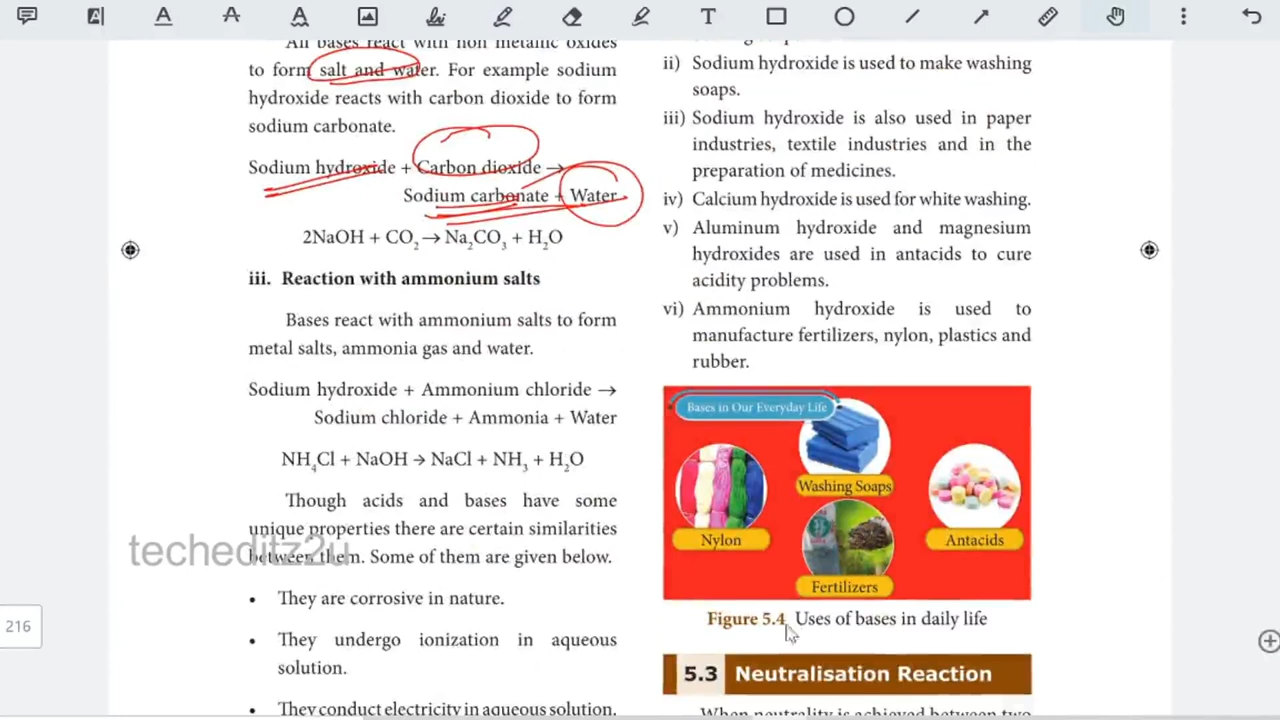 All bases react with non metallic oxides
to form salt and water. For example sodium
hydroxide reacts with carbon dioxide to form
sodium carbonate.
Sodium hydroxide + Carbon dioxide →
Sodium carbonate + Water
2NaOH + CO₂ → Na₂CO₃ + H₂O
iii. Reaction with ammonium salts
Bases react with ammonium salts to form
metal salts, ammonia gas and water.
Sodium hydroxide + Ammonium chloride →
Sodium chloride + Ammonia + Water
NH₄Cl + NaOH → NaCl + NH₃ + H₂O
Though acids and bases have some
unique properties there are certain similarities
between them. Some of them are given below.
• They are corrosive in nature.
• They undergo ionization in aqueous
solution.
• They conduct electricity in aqueous solution.
ii) Sodium hydroxide is used to make washing
soaps.
iii) Sodium hydroxide is also used in paper
industries, textile industries and in the
preparation of medicines.
iv) Calcium hydroxide is used for white washing.
v) Aluminum hydroxide and magnesium
hydroxides are used in antacids to cure
acidity problems.
vi) Ammonium hydroxide is used to
manufacture fertilizers, nylon, plastics and
rubber.
Bases in Our Everyday Life
Washing Soaps
Nylon
Antacids
Fertilizers
Figure 5.4 Uses of bases in daily life
5.3 Neutralisation Reaction
When neutrality is achieved between two
techeditz2u
216